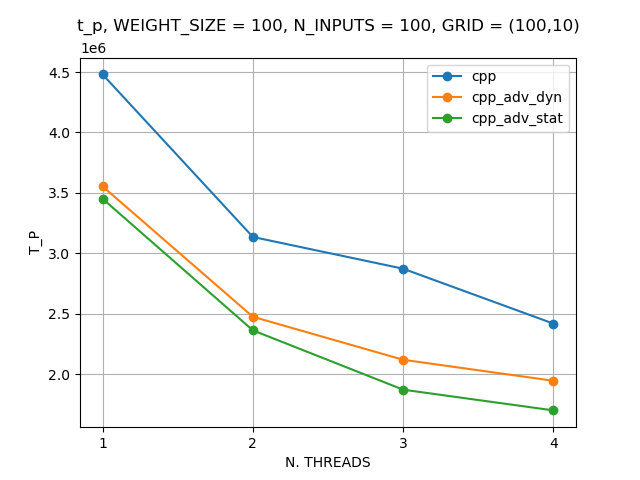 t_p, WEIGHT_SIZE = 100, N_INPUTS = 100, GRID = (100,10)
1e6
4.5
4.0
3.5
3.0
2.5
2.0
T_P
cpp
cpp_adv_dyn
cpp_adv_stat
1 2 3 4
N. THREADS